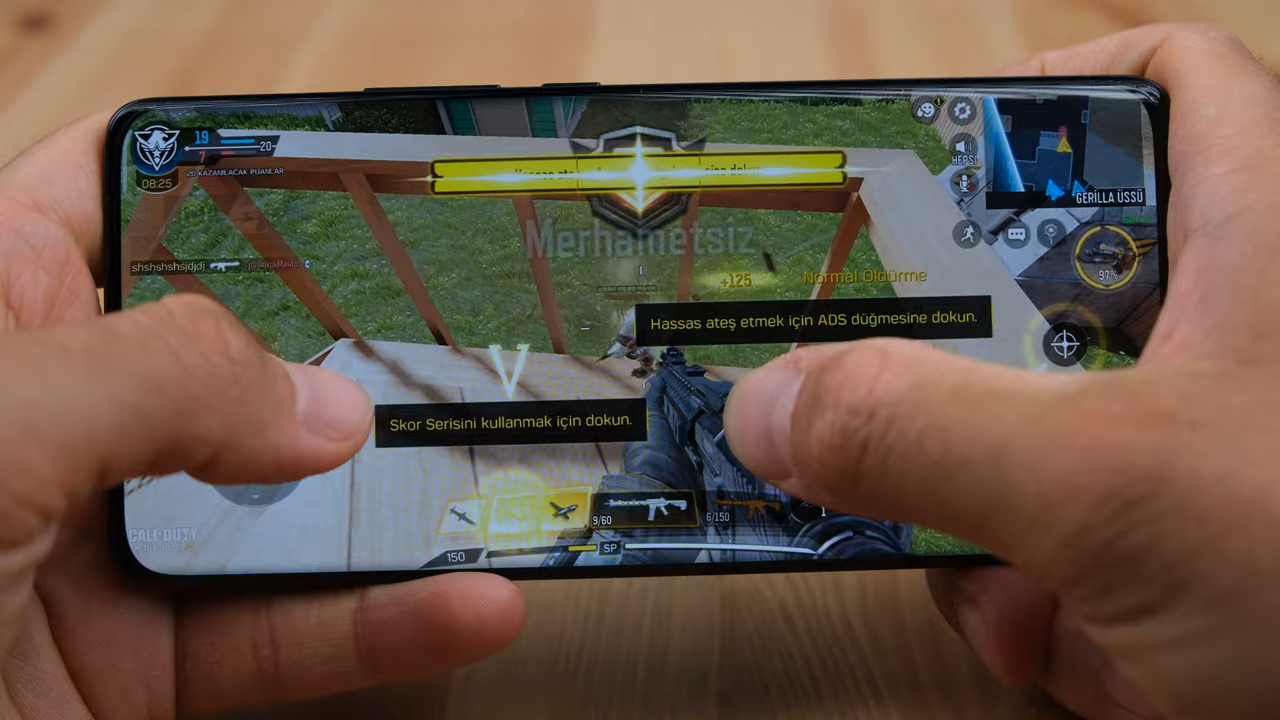 19
20
7
08:25
20 KAZANILACAK PUANLAR
HEPSİ
GERİLLA ÜSSÜ
Merhametsiz
shshshshsjdjdj
+125
Normal Öldürme
97%
Hassas ateş etmek için ADS düğmesine dokun.
Skor Serisini kullanmak için dokun.
9/60
6/150
1
CALL OF DUTY
150
SP